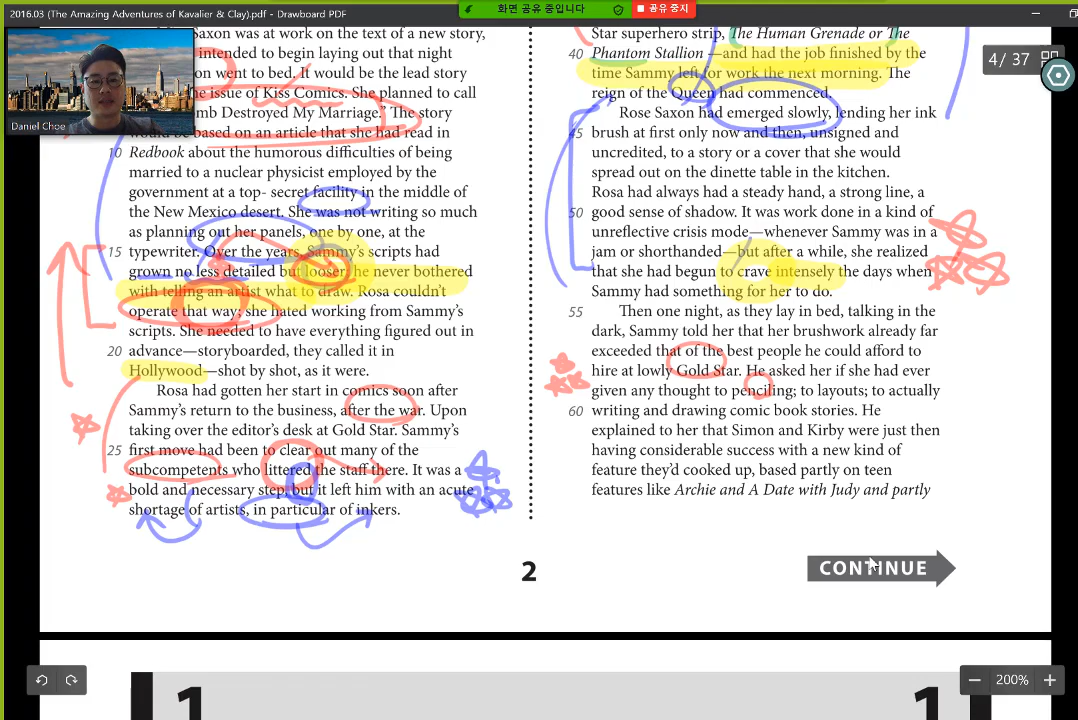 2016.03 (The Amazing Adventures of Kavalier & Clay).pdf - Drawboard PDF
화면 공유 중입니다
공유 중지
Daniel Choe
4 / 37
Saxon was at work on the text of a new story,
intended to begin laying out that night
on went to bed. It would be the lead story
issue of Kiss Comics. She planned to call
mb Destroyed My Marriage." The story
would be based on an article that she had read in
10 Redbook about the humorous difficulties of being
married to a nuclear physicist employed by the
government at a top- secret facility in the middle of
the New Mexico desert. She was not writing so much
as planning out her panels, one by one, at the
15 typewriter. Over the years, Sammy's scripts had
grown no less detailed but looser; he never bothered
with telling an artist what to draw. Rosa couldn't
operate that way; she hated working from Sammy's
scripts. She needed to have everything figured out in
20 advance—storyboarded, they called it in
Hollywood—shot by shot, as it were.
Rosa had gotten her start in comics soon after
Sammy's return to the business, after the war. Upon
taking over the editor's desk at Gold Star. Sammy's
25 first move had been to clear out many of the
subcompetents who littered the staff there. It was a
bold and necessary step, but it left him with an acute
shortage of artists, in particular of inkers.
Star superhero strip, The Human Grenade or The
40 Phantom Stallion —and had the job finished by the
time Sammy left for work the next morning. The
reign of the Queen had commenced.
Rose Saxon had emerged slowly, lending her ink
45 brush at first only now and then, unsigned and
uncredited, to a story or a cover that she would
spread out on the dinette table in the kitchen.
Rosa had always had a steady hand, a strong line, a
50 good sense of shadow. It was work done in a kind of
unreflective crisis mode—whenever Sammy was in a
jam or shorthanded—but after a while, she realized
that she had begun to crave intensely the days when
Sammy had something for her to do.
55 Then one night, as they lay in bed, talking in the
dark, Sammy told her that her brushwork already far
exceeded that of the best people he could afford to
hire at lowly Gold Star. He asked her if she had ever
given any thought to penciling; to layouts; to actually
60 writing and drawing comic book stories. He
explained to her that Simon and Kirby were just then
having considerable success with a new kind of
feature they'd cooked up, based partly on teen
features like Archie and A Date with Judy and partly
2
CONTINUE
200%
1
1